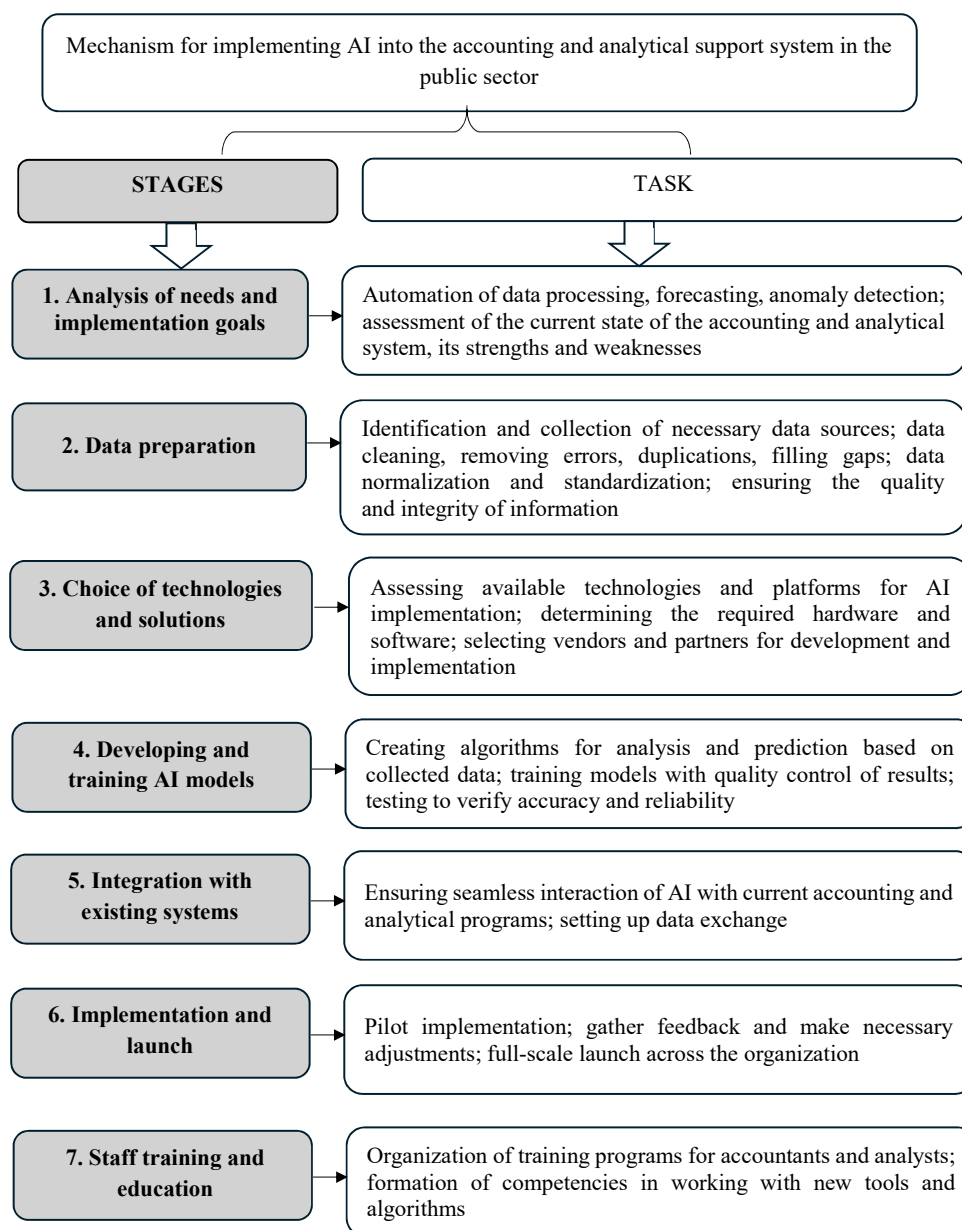 Mechanism for implementing AI into the accounting and analytical support system in the
public sector
STAGES
TASK
1. Analysis of needs and
implementation goals
Automation of data processing, forecasting, anomaly detection;
assessment of the current state of the accounting and analytical
system, its strengths and weaknesses
2. Data preparation
Identification and collection of necessary data sources; data
cleaning, removing errors, duplications, filling gaps; data
normalization and standardization; ensuring the quality
and integrity of information
3. Choice of technologies
and solutions
Assessing available technologies and platforms for AI
implementation; determining the required hardware and
software; selecting vendors and partners for development and
implementation
4. Developing and
training AI models
Creating algorithms for analysis and prediction based on
collected data; training models with quality control of results;
testing to verify accuracy and reliability
5. Integration with
existing systems
Ensuring seamless interaction of AI with current accounting and
analytical programs; setting up data exchange
6. Implementation and
launch
Pilot implementation; gather feedback and make necessary
adjustments; full-scale launch across the organization
7. Staff training and
education
Organization of training programs for accountants and analysts;
formation of competencies in working with new tools and
algorithms